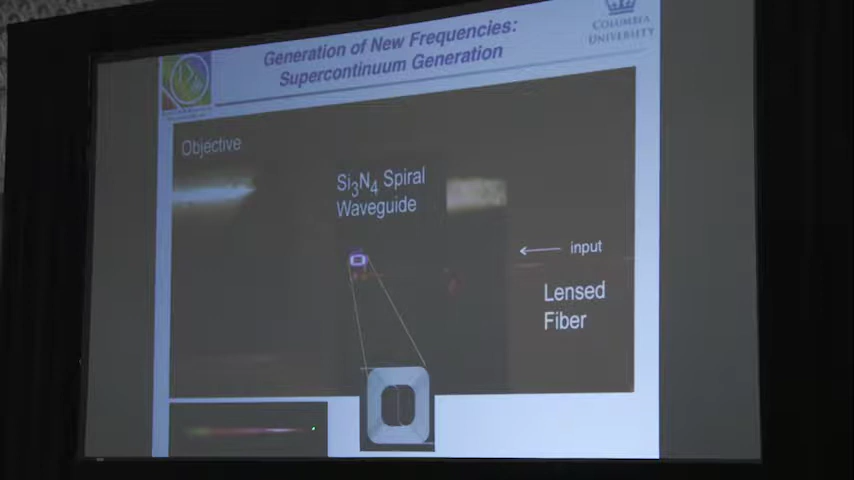 Generation of New Frequencies:
Supercontinuum Generation
COLUMBIA
UNIVERSITY
Objective
Si3N4 Spiral
Waveguide
input
Lensed
Fiber